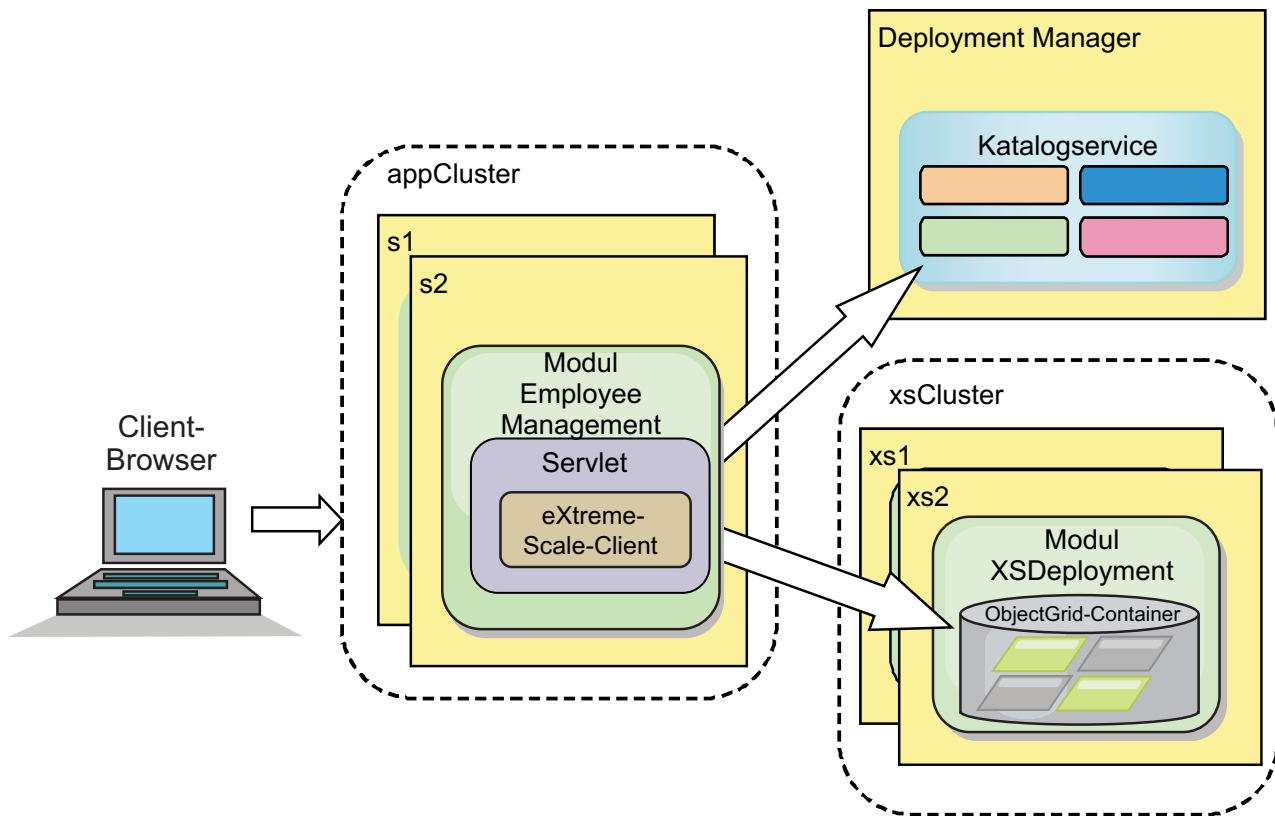 Client-
Browser
appCluster
s1
s2
Modul
Employee
Management
Servlet
eXtreme-
Scale-Client
Deployment Manager
Katalogservice
xsCluster
xs1
xs2
Modul
XSDeployment
ObjectGrid-Container